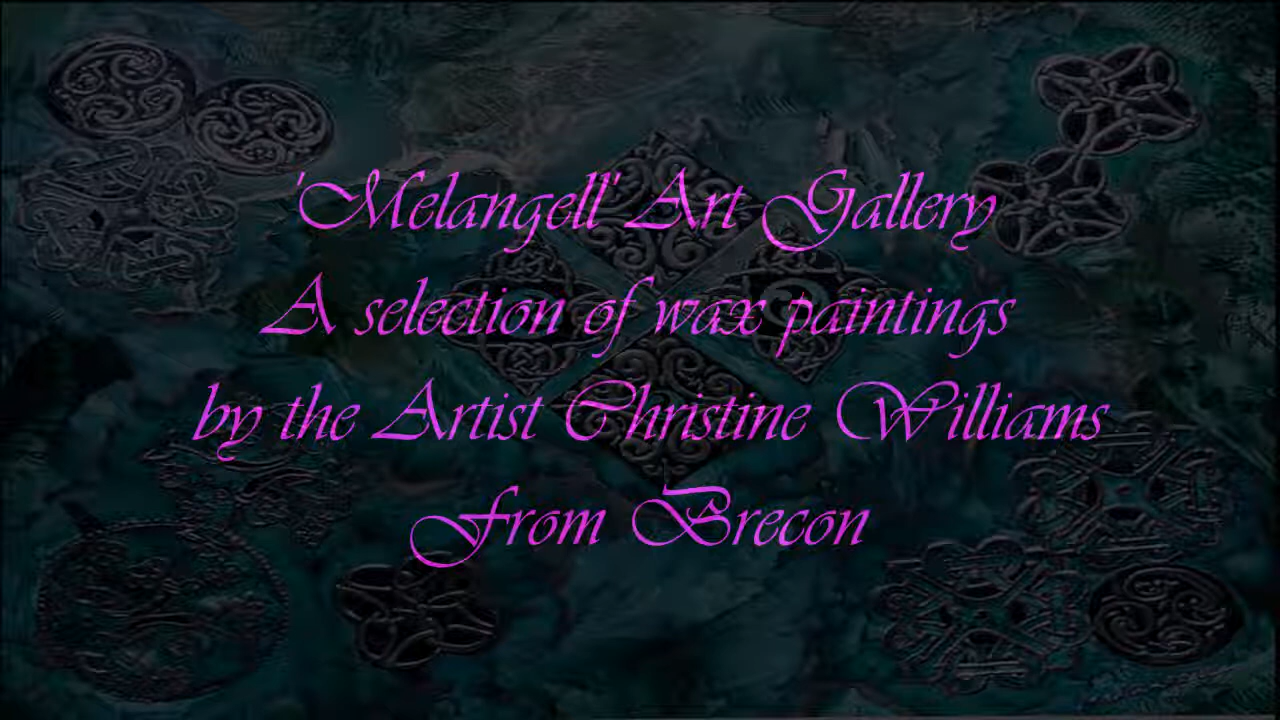 'Melangell' Art Gallery
A selection of wax paintings
by the Artist Christine Williams
from Brecon